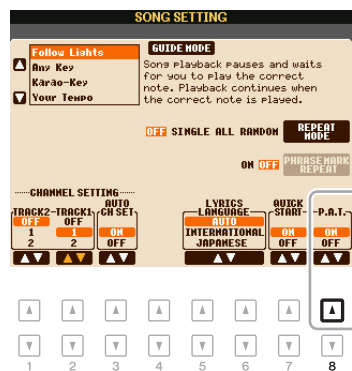 SONG SETTING
Follow Lights
Any Key
Karao-Key
Your Tempo
GUIDE MODE
Song playback pauses and waits
for you to play the correct
note. Playback continues when
the correct note is played.
OFF SINGLE ALL RANDOM REPEAT MODE
ON OFF PHRASE MARK REPEAT
CHANNEL SETTING
TRACK2 TRACK1 AUTO CH SET
OFF OFF
1 1 ON
2 2 OFF
LYRICS LANGUAGE QUICK START P.A.T.
AUTO
INTERNATIONAL ON ON
JAPANESE OFF OFF
1 2 3 4 5 6 7 8